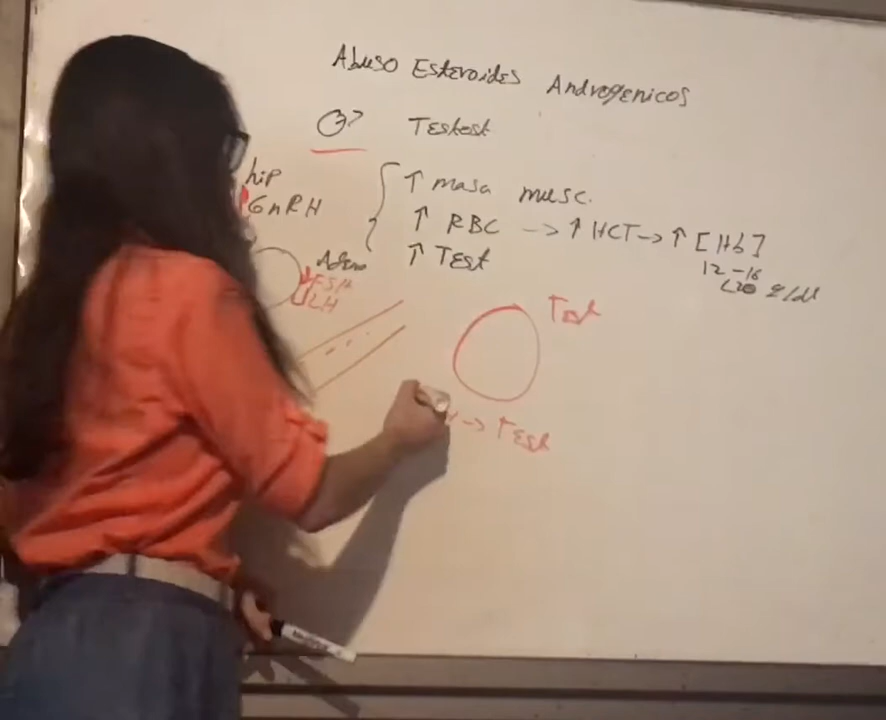 Abuso Esteroides Androgenicos
Testost
hip
GnRH
↑ masa musc.
↑ RBC -> ↑ HCT -> ↑ [Hb]
12-16
<20 g/dl
↑ Test
Adeno
FSH
LH
Test
-> ↑ Test